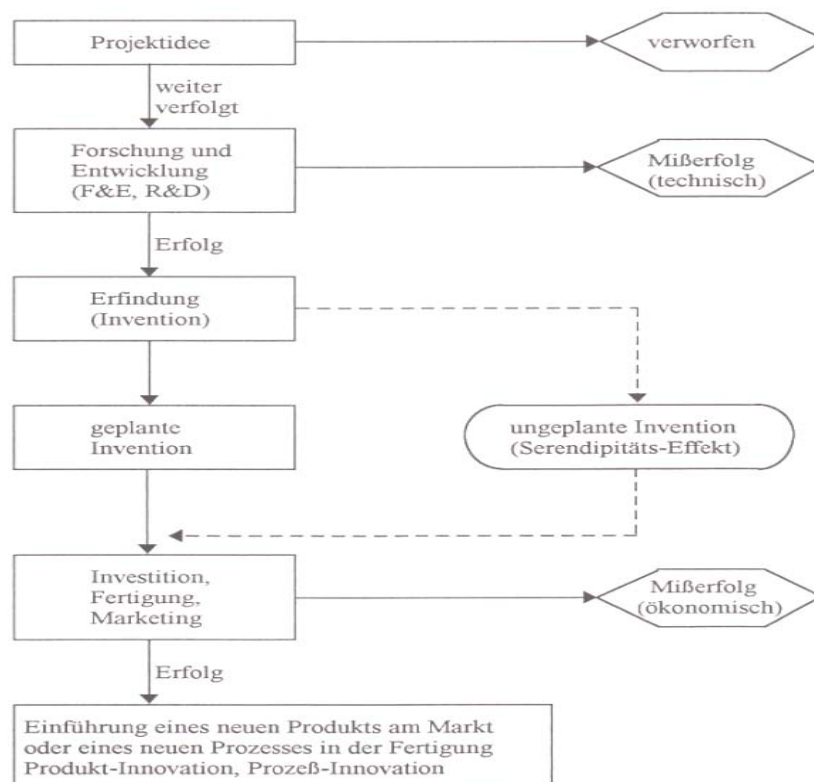 Projektidee
verworfen
weiter
verfolgt
Forschung und
Entwicklung
(F&E, R&D)
Mißerfolg
(technisch)
Erfolg
Erfindung
(Invention)
geplante
Invention
ungeplante Invention
(Serendipitäts-Effekt)
Investition,
Fertigung,
Marketing
Mißerfolg
(ökonomisch)
Erfolg
Einführung eines neuen Produkts am Markt
oder eines neuen Prozesses in der Fertigung
Produkt-Innovation, Prozeß-Innovation